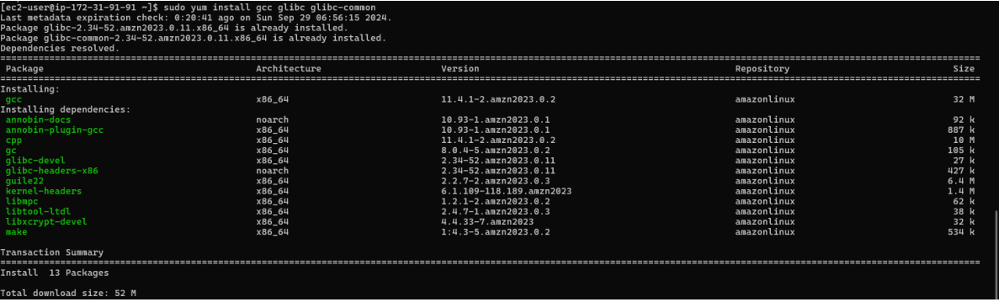 [ec2-user@ip-172-31-91-91 ~]$ sudo yum install gcc glibc glibc-common
Last metadata expiration check: 0:20:41 ago on Sun Sep 29 06:56:15 2024.
Package glibc-2.34-52.amzn2023.0.11.x86_64 is already installed.
Package glibc-common-2.34-52.amzn2023.0.11.x86_64 is already installed.
Dependencies resolved.
Package Architecture Version Repository Size
Installing:
gcc x86_64 11.4.1-2.amzn2023.0.2 amazonlinux 32 M
Installing dependencies:
annobin-docs noarch 10.93-1.amzn2023.0.1 amazonlinux 92 k
annobin-plugin-gcc x86_64 10.93-1.amzn2023.0.1 amazonlinux 887 k
cpp x86_64 11.4.1-2.amzn2023.0.2 amazonlinux 10 M
gc x86_64 8.0.4-5.amzn2023.0.2 amazonlinux 105 k
glibc-devel x86_64 2.34-52.amzn2023.0.11 amazonlinux 27 k
glibc-headers-x86 noarch 2.34-52.amzn2023.0.11 amazonlinux 427 k
guile22 x86_64 2.2.7-2.amzn2023.0.3 amazonlinux 6.4 M
kernel-headers x86_64 6.1.109-118.189.amzn2023 amazonlinux 1.4 M
libmpc x86_64 1.2.1-2.amzn2023.0.2 amazonlinux 62 k
libtool-ltdl x86_64 2.4.7-1.amzn2023.0.3 amazonlinux 38 k
libxcrypt-devel x86_64 4.4.33-7.amzn2023 amazonlinux 32 k
make x86_64 1:4.3-5.amzn2023.0.2 amazonlinux 534 k
Transaction Summary
Install 13 Packages
Total download size: 52 M